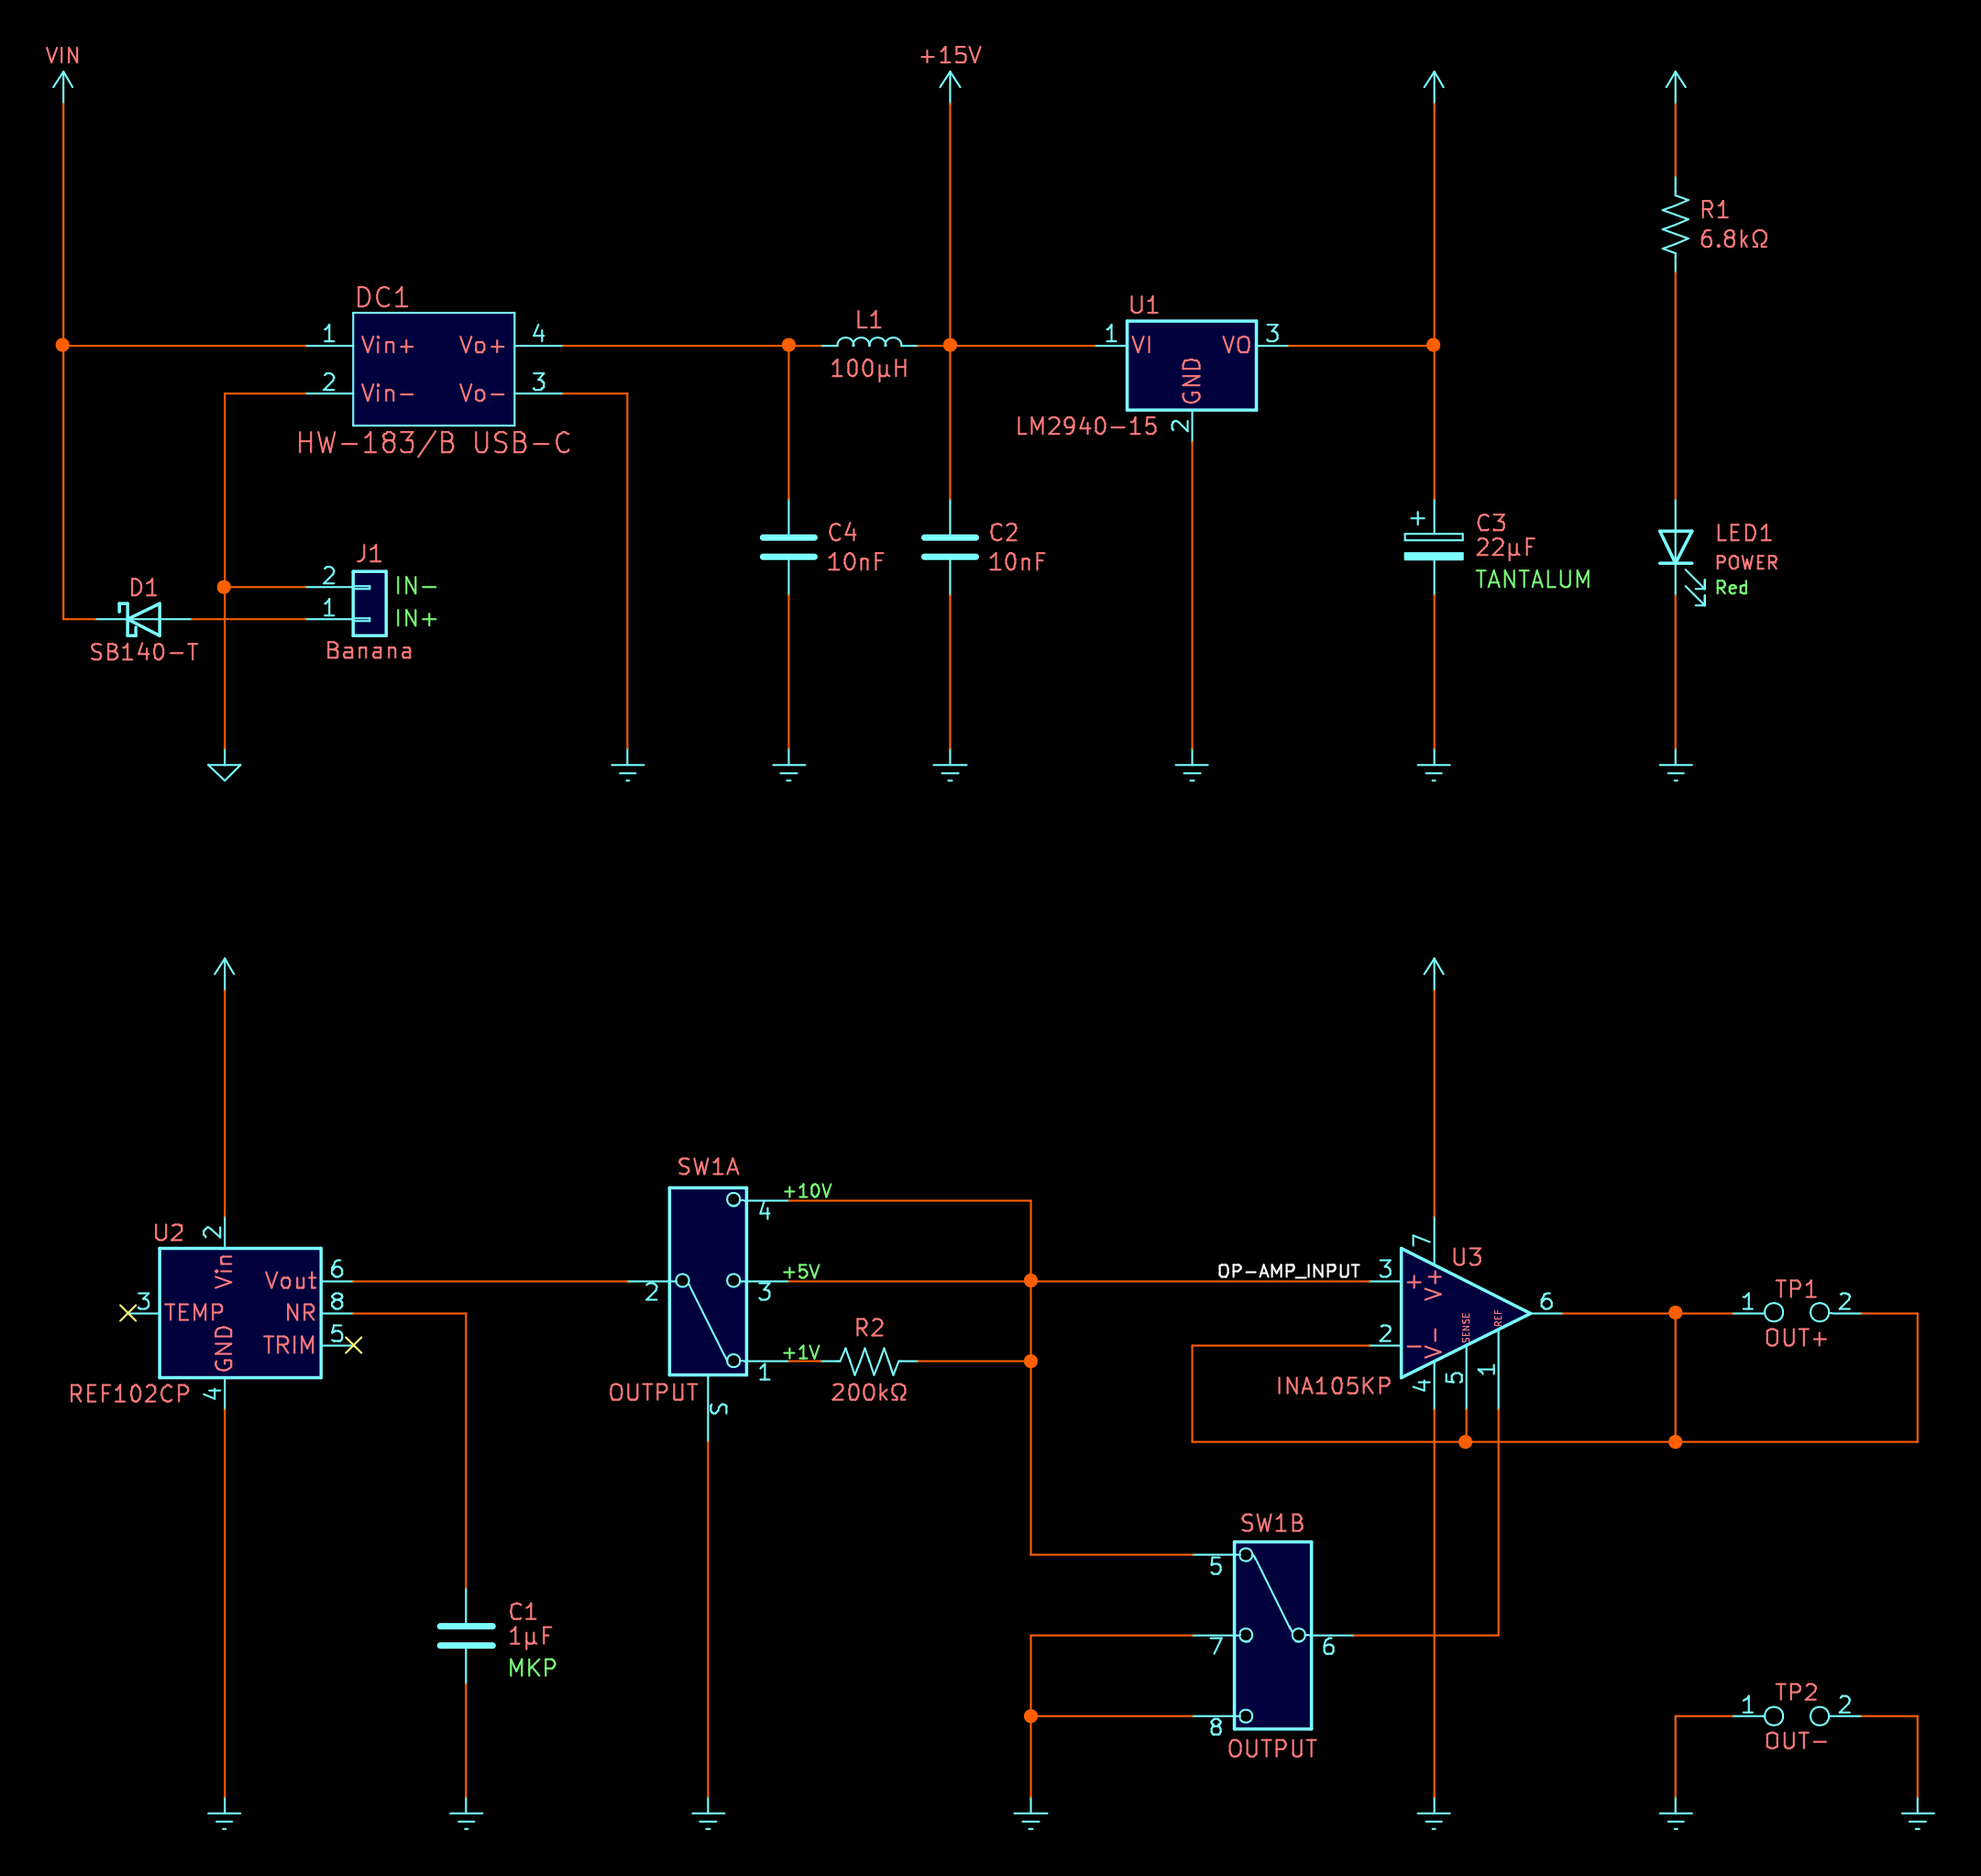 VIN
+15V
R1
6.8kΩ
DC1
1
Vin+
Vo+
4
2
Vin-
Vo-
3
HW-183/B USB-C
L1
100µH
U1
1
VI
VO
3
GND
2
LM2940-15
C4
10nF
C2
10nF
+
C3
22µF
TANTALUM
LED1
POWER
Red
J1
2
IN-
1
IN+
Banana
D1
SB140-T
U2
2
Vin
Vout
6
3
TEMP
NR
8
TRIM
5
GND
4
REF102CP
SW1A
+10V
4
+5V
2
3
+1V
1
OUTPUT
S
R2
200kΩ
OP-AMP_INPUT
3
7
U3
+
V+
6
2
-
V-
SENSE
REF
INA105KP
4
5
1
TP1
1
2
OUT+
C1
1µF
MKP
SW1B
5
7
6
8
OUTPUT
TP2
1
2
OUT-